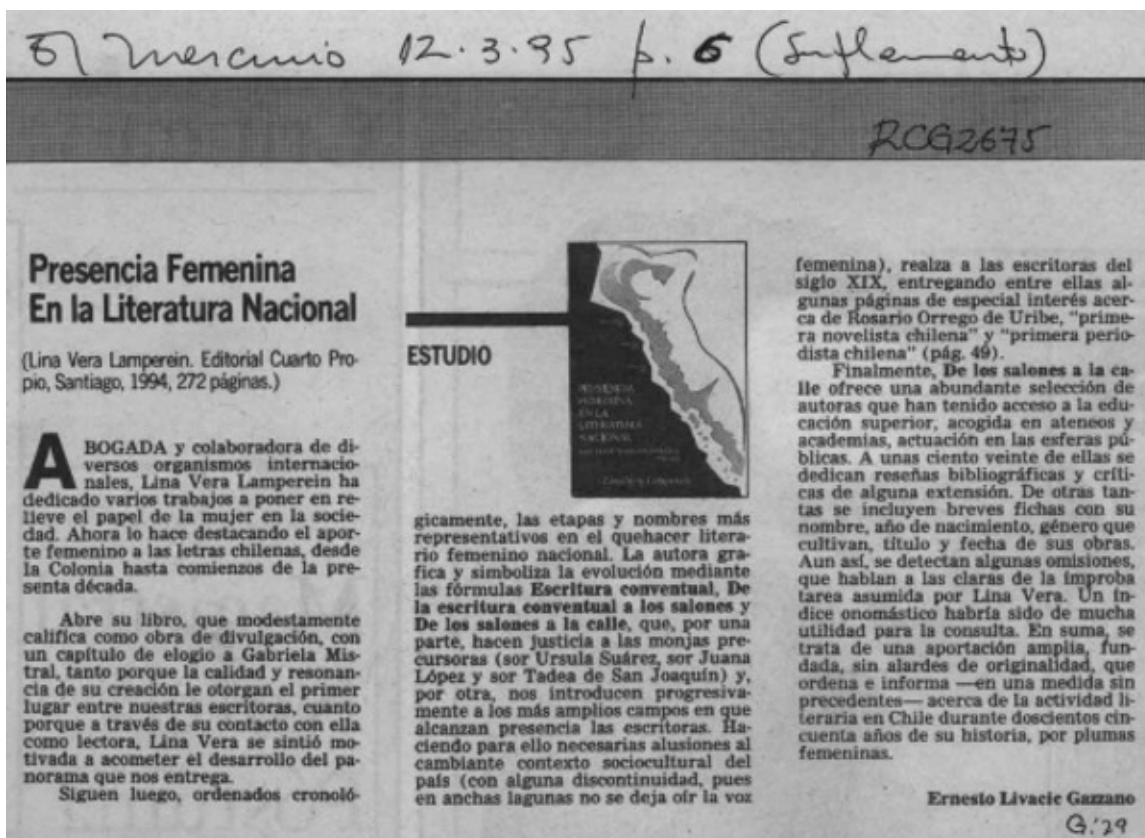 El Mercurio 12.3.95 p. 6 (Suplemento)
RCG2675
Presencia Femenina
En la Literatura Nacional
(Lina Vera Lamperein. Editorial Cuarto Pro-
pio, Santiago, 1994, 272 páginas.)
ABOGADA y colaboradora de di-
versos organismos internacio-
nales, Lina Vera Lamperein ha
dedicado varios trabajos a poner en re-
lieve el papel de la mujer en la socie-
dad. Ahora lo hace destacando el apor-
te femenino a las letras chilenas, desde
la Colonia hasta comienzos de la pre-
senta década.
Abre su libro, que modestamente
califica como obra de divulgación, con
un capítulo de elogio a Gabriela Mis-
tral, tanto porque la calidad y resonan-
cia de su creación le otorgan el primer
lugar entre nuestras escritoras, cuanto
porque a través de su contacto con ella
como lectora, Lina Vera se sintió mo-
tivada a acometer el desarrollo del pa-
norama que nos entrega.
Siguen luego, ordenados cronoló-
ESTUDIO
PRESENCIA
FEMENINA
EN LA
LITERATURA
NACIONAL
gicamente, las etapas y nombres más
representativos en el quehacer litera-
rio femenino nacional. La autora gra-
fica y simboliza la evolución mediante
las fórmulas Escritura conventual, De
la escritura conventual a los salones y
De los salones a la calle, que, por una
parte, hacen justicia a las monjas pre-
cursoras (sor Ursula Suárez, sor Juana
López y sor Tadea de San Joaquín) y,
por otra, nos introducen progresiva-
mente a los más amplios campos en que
alcanzan presencia las escritoras. Ha-
ciendo para ello necesarias alusiones al
cambiante contexto sociocultural del
país (con alguna discontinuidad, pues
en anchas lagunas no se deja oír la voz
femenina), realza a las escritoras del
siglo XIX, entregando entre ellas al-
gunas páginas de especial interés acer-
ca de Rosario Orrego de Uribe, "prime-
ra novelista chilena" y "primera perio-
dista chilena" (pág. 49).
Finalmente, De los salones a la ca-
lle ofrece una abundante selección de
autoras que han tenido acceso a la edu-
cación superior, acogida en ateneos y
academias, actuación en las esferas pú-
blicas. A unas ciento veinte de ellas se
dedican reseñas bibliográficas y críti-
cas de alguna extensión. De otras tan-
tas se incluyen breves fichas con su
nombre, año de nacimiento, género que
cultivan, título y fecha de sus obras.
Aun así, se detectan algunas omisiones,
que hablan a las claras de la ímproba
tarea asumida por Lina Vera. Un ín-
dice onomástico habría sido de mucha
utilidad para la consulta. En suma, se
trata de una aportación amplia, fun-
dada, sin alardes de originalidad, que
ordena e informa —en una medida sin
precedentes— acerca de la actividad li-
teraria en Chile durante doscientos cin-
cuenta años de su historia, por plumas
femeninas.
Ernesto Livacic Gazzano
G.'29